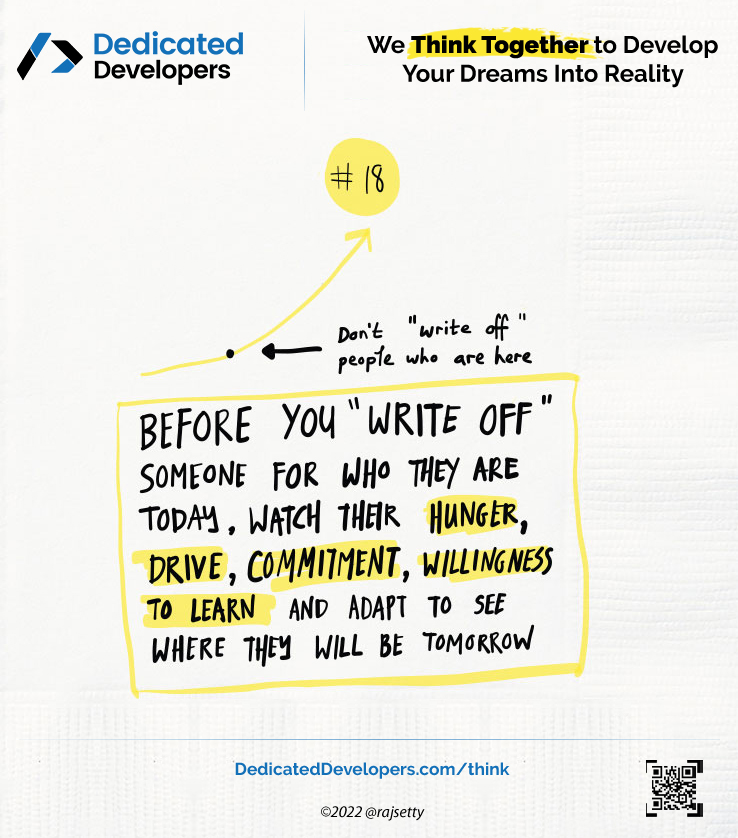 Dedicated
Developers
We Think Together to Develop
Your Dreams Into Reality
# 18
Don't "write off"
people who are here
BEFORE YOU "WRITE OFF"
SOMEONE FOR WHO THEY ARE
TODAY, WATCH THEIR HUNGER,
DRIVE, COMMITMENT, WILLINGNESS
TO LEARN AND ADAPT TO SEE
WHERE THEY WILL BE TOMORROW
DedicatedDevelopers.com/think
©2022 @rajsetty